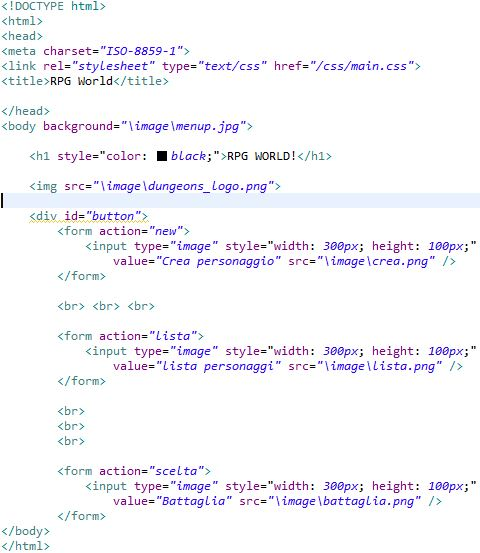 <!DOCTYPE html>
<html>
<head>
<meta charset="ISO-8859-1">
<link rel="stylesheet" type="text/css" href="/css/main.css">
<title>RPG World</title>
</head>
<body background="\image\menup.jpg">
<h1 style="color: black;">RPG WORLD!</h1>
<img src="\image\dungeons_logo.png">
<div id="button">
<form action="new">
<input type="image" style="width: 300px; height: 100px;"
value="Crea personaggio" src="\image\crea.png" />
</form>
<br> <br> <br>
<form action="lista">
<input type="image" style="width: 300px; height: 100px;"
value="lista personaggi" src="\image\lista.png" />
</form>
<br>
<br>
<br>
<form action="scelta">
<input type="image" style="width: 300px; height: 100px;"
value="Battaglia" src="\image\battaglia.png" />
</form>
</body>
</html>